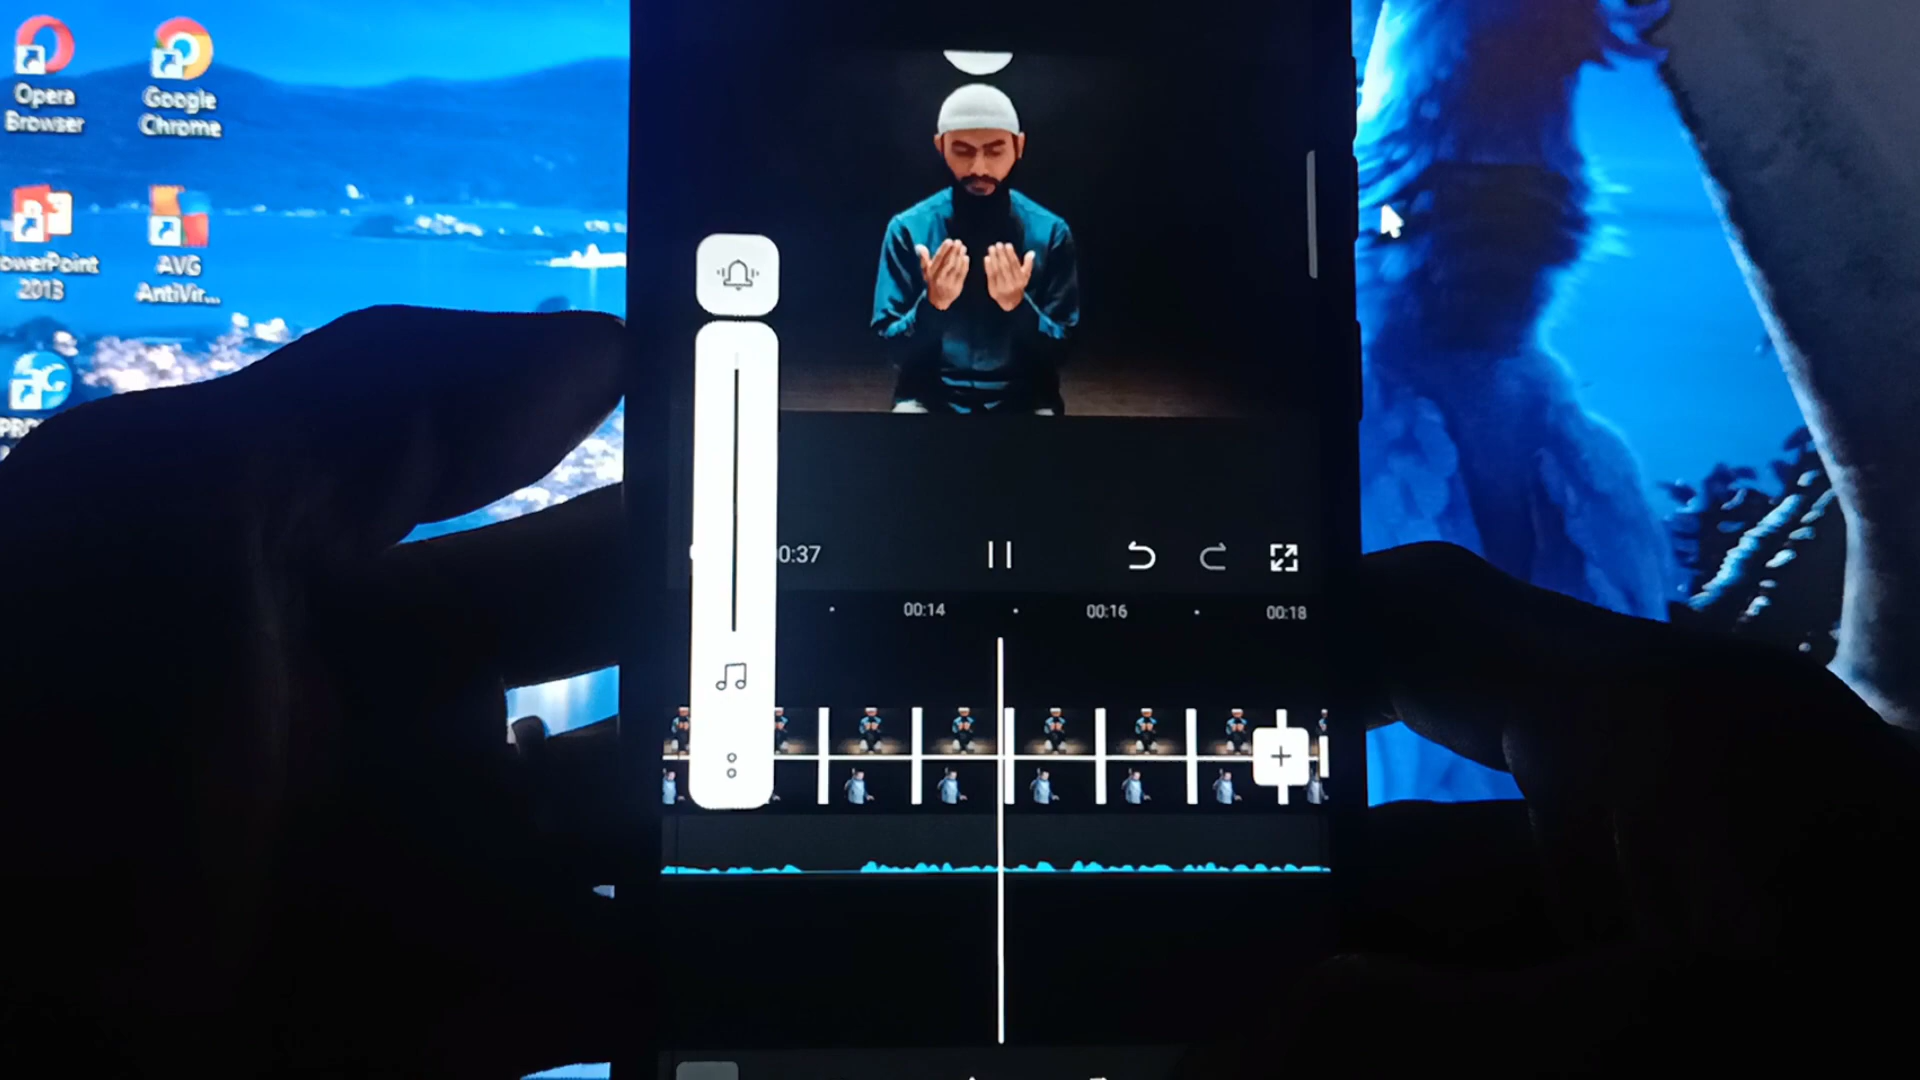 Opera
Browser
Google
Chrome
owerPoint
2013
AVG
AntiVir...
0:37
00:14
00:16
00:18